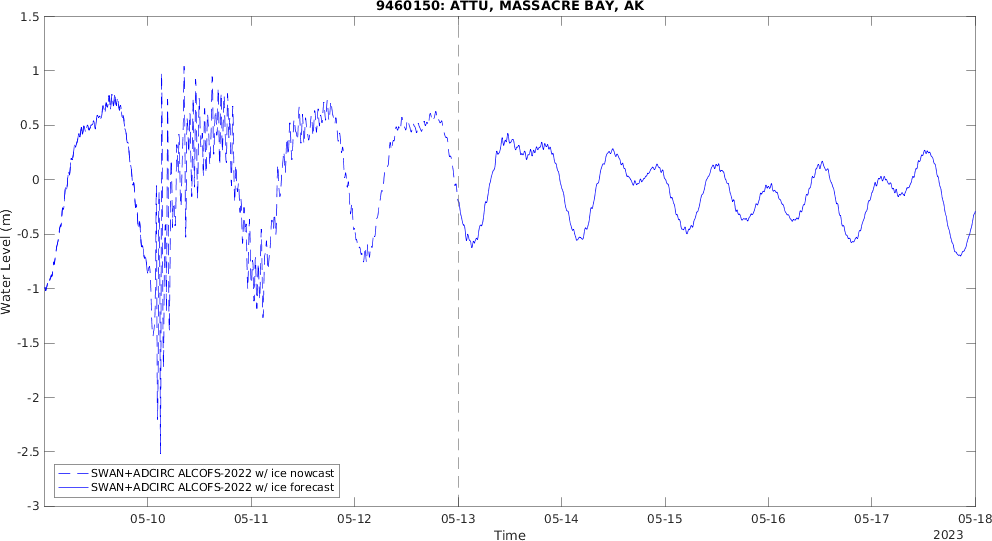 9460150: ATTU, MASSACRE BAY, AK
1.5
1
0.5
0
-0.5
-1
-1.5
-2
-2.5
-3
Water Level (m)
SWAN+ADCIRC ALCOFS-2022 w/ ice nowcast
SWAN+ADCIRC ALCOFS-2022 w/ ice forecast
05-10 05-11 05-12 05-13 05-14 05-15 05-16 05-17 05-18
Time
2023